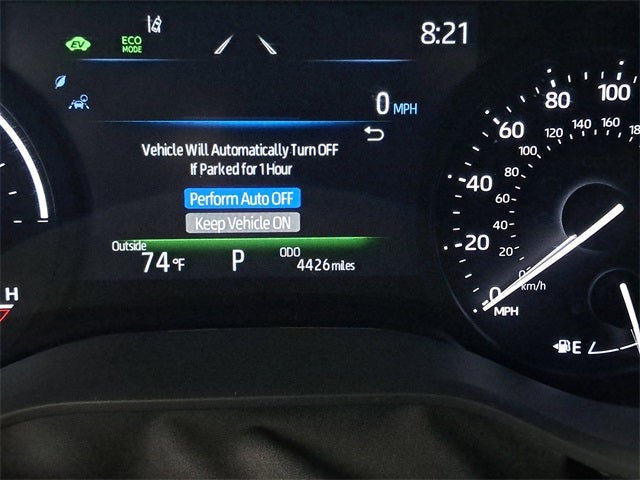 EV
ECO
MODE
8:21
0 MPH
Vehicle Will Automatically Turn OFF
If Parked for 1 Hour
Perform Auto OFF
Keep Vehicle ON
Outside
74°F
P
ODO
4426 miles
H
100
80
60
40
20
0
MPH
180
160
140
120
100
80
60
40
20
0
km/h
E